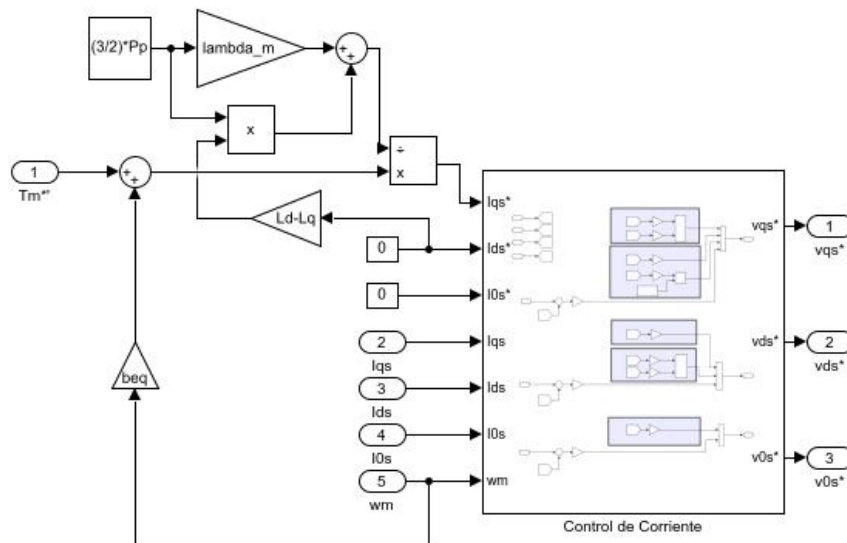 (3/2)*Pp
lambda_m
+
+
x
÷
x
1
Tm*'
+
+
Ld-Lq
0
0
beq
2
Iqs
3
Ids
4
I0s
5
wm
Iqs*
Ids*
I0s*
Iqs
Ids
I0s
wm
vqs*
vds*
v0s*
Control de Corriente
1
vqs*
2
vds*
3
v0s*